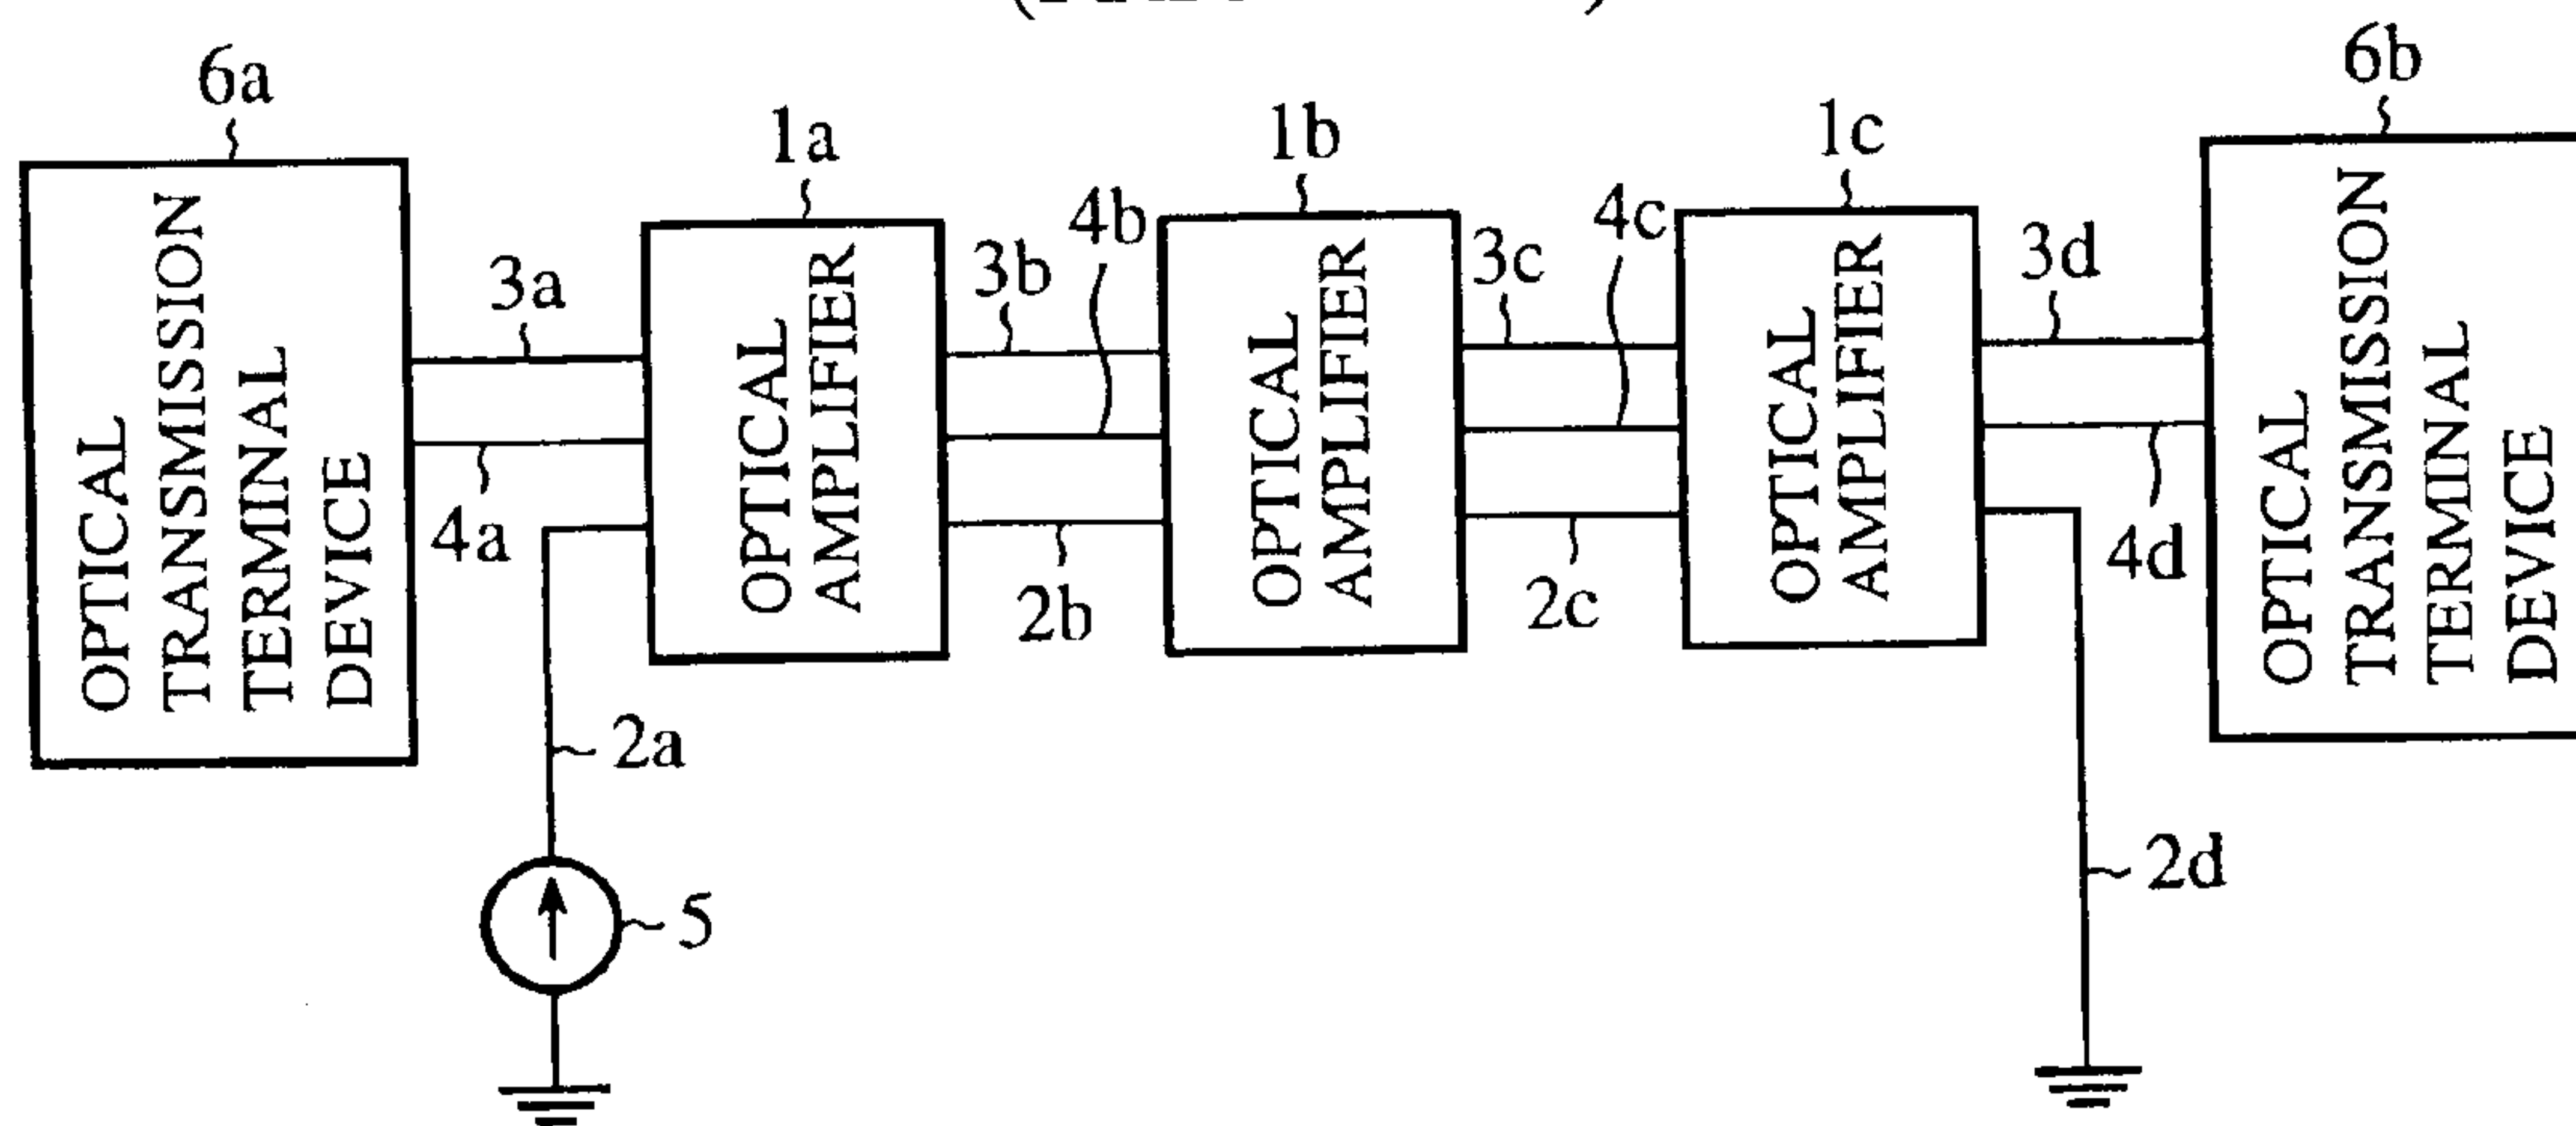 6a
1a
1b
1c
6b
OPTICAL
TRANSMISSION
TERMINAL
DEVICE
3a
4a
OPTICAL
AMPLIFIER
3b
4b
2b
OPTICAL
AMPLIFIER
3c
4c
2c
OPTICAL
AMPLIFIER
3d
4d
OPTICAL
TRANSMISSION
TERMINAL
DEVICE
2a
5
2d